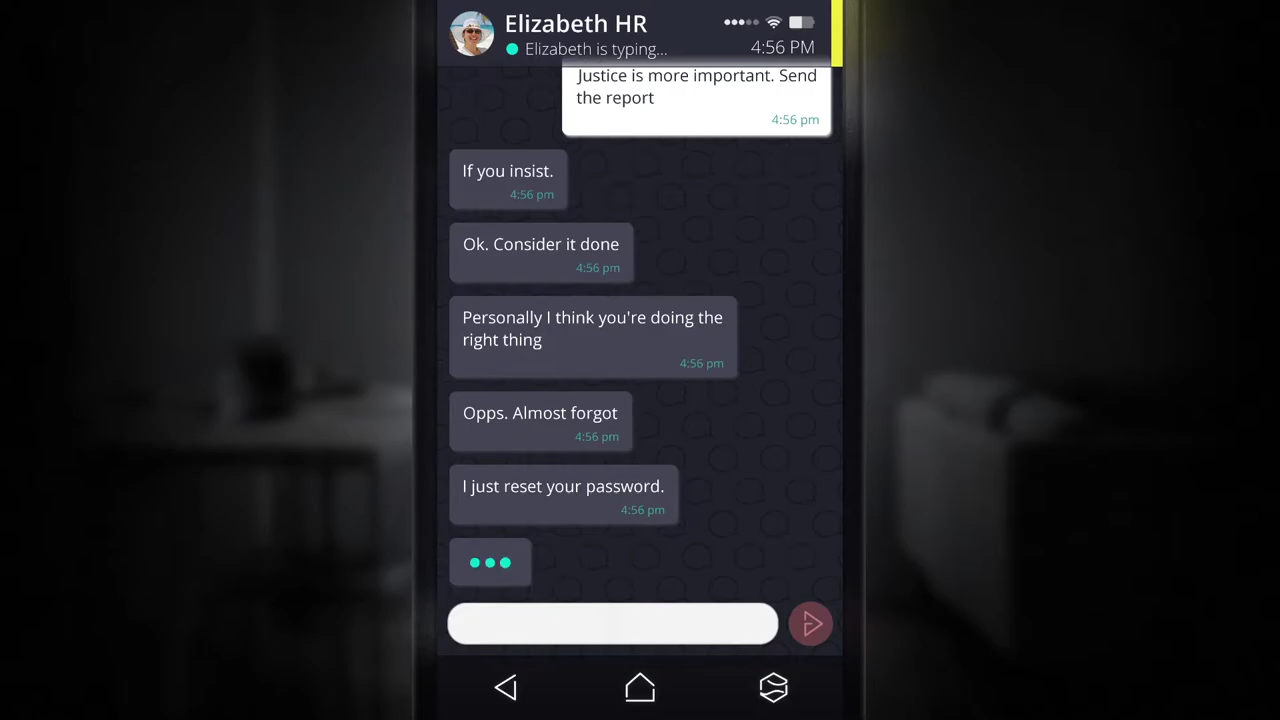 Elizabeth HR
Elizabeth is typing...
4:56 PM
Justice is more important. Send
the report
4:56 pm
If you insist.
4:56 pm
Ok. Consider it done
4:56 pm
Personally I think you're doing the
right thing
4:56 pm
Opps. Almost forgot
4:56 pm
I just reset your password.
4:56 pm